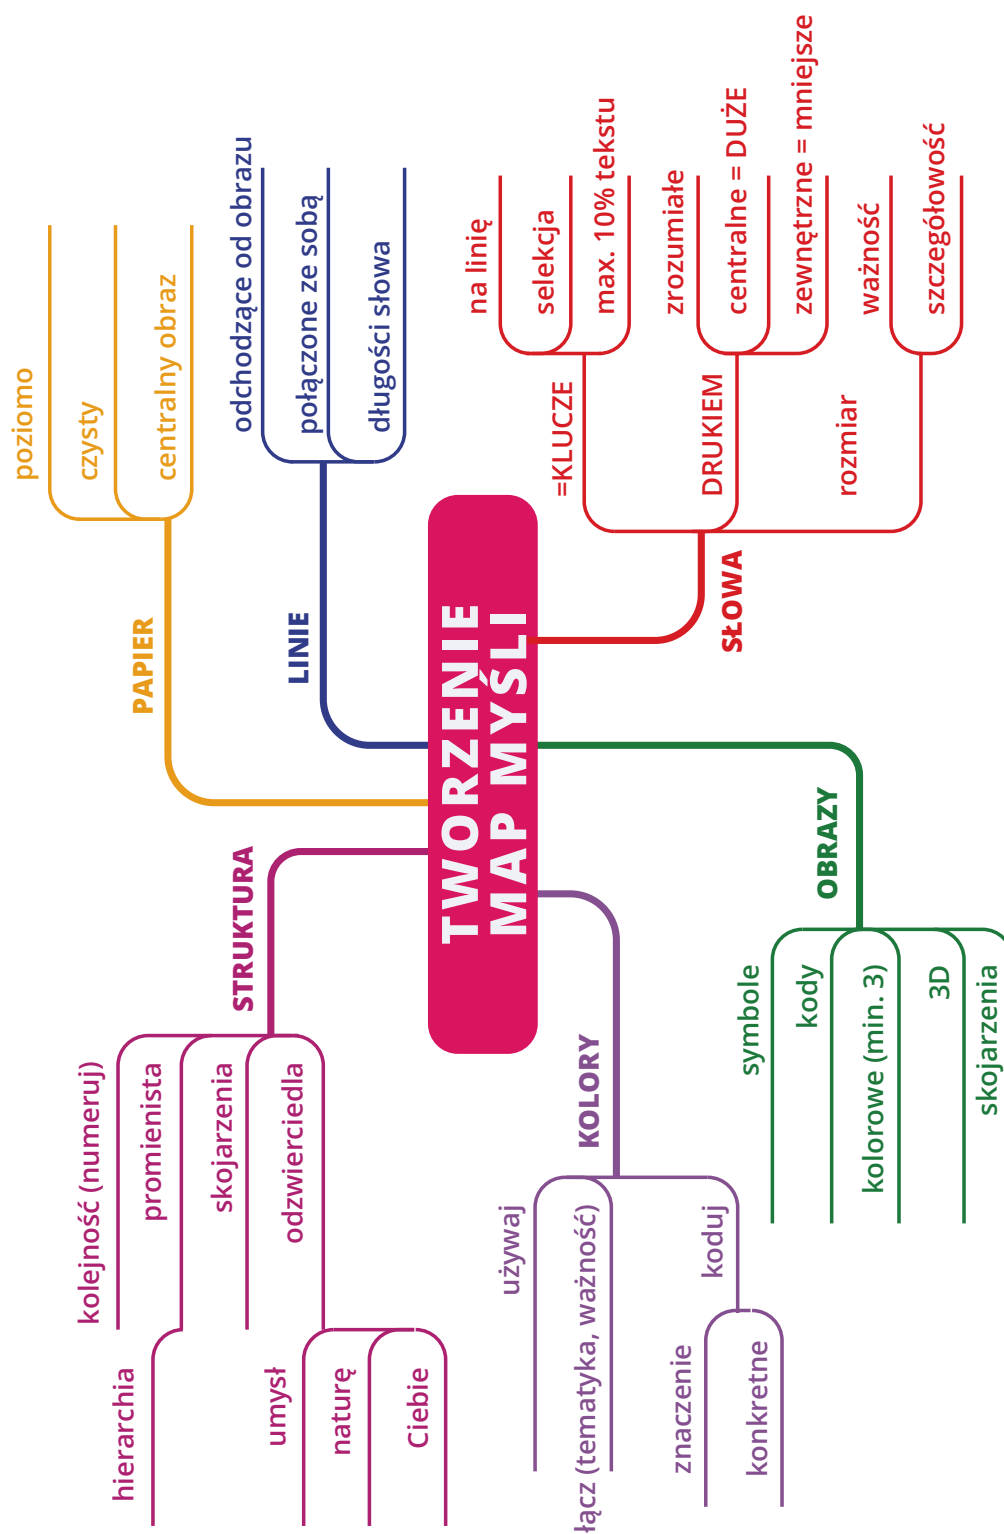 TWORZENIE
MAP MYŚLI
PAPIER
poziomo
czysty
centralny obraz
LINIE
odchodzące od obrazu
połączone ze sobą
długości słowa
SŁOWA
=KLUCZE
na linię
selekcja
max. 10% tekstu
DRUKIEM
zrozumiałe
centralne = DUŻE
zewnętrzne = mniejsze
rozmiar
ważność
szczegółowość
OBRAZY
symbole
kody
kolorowe (min. 3)
3D
skojarzenia
KOLORY
używaj
łącz (tematyka, ważność)
koduj
znaczenie
konkretne
STRUKTURA
kolejność (numeruj)
promienista
hierarchia
skojarzenia
odzwierciedla
umysł
naturę
Ciebie